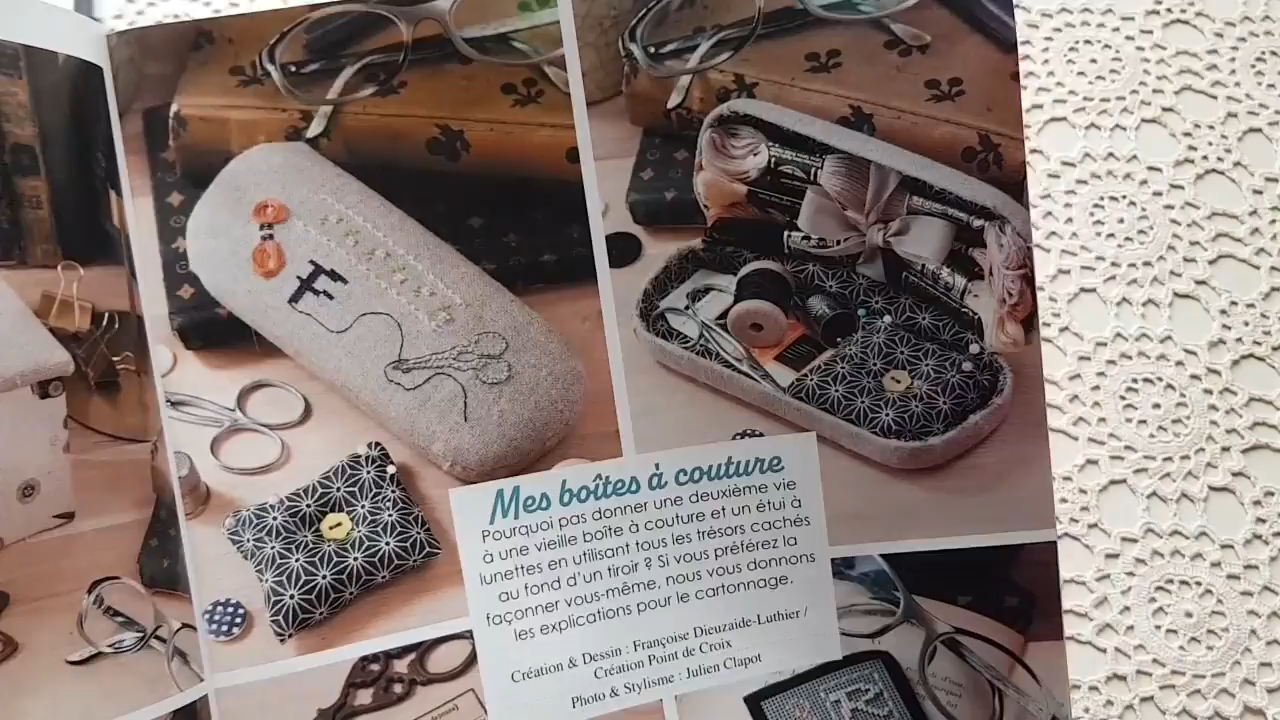 F
Mes boîtes à couture
Pourquoi pas donner une deuxième vie
à une vieille boîte à couture et un étui à
lunettes en utilisant tous les trésors cachés
au fond d'un tiroir ? Si vous préférez la
façonner vous-même, nous vous donnons
les explications pour le cartonnage.
Création & Dessin : Françoise Dieuzaide-Luthier /
Création Point de Croix
Photo & Stylisme : Julien Clapot